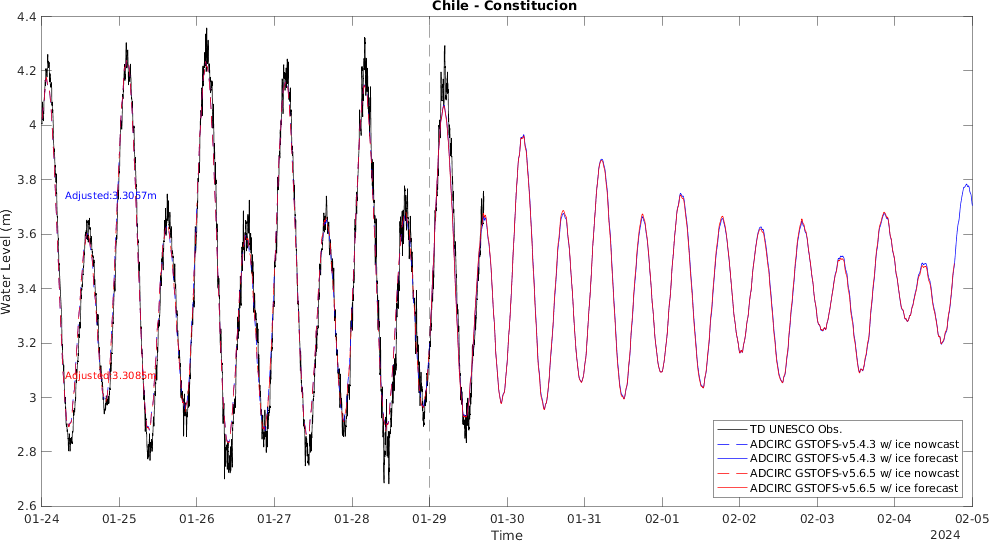 Chile - Constitucion
4.4
4.2
4
3.8
3.6
3.4
3.2
3
2.8
2.6
Water Level (m)
Adjusted:3.3057m
Adjusted:3.3085m
TD UNESCO Obs.
ADCIRC GSTOFS-v5.4.3 w/ ice nowcast
ADCIRC GSTOFS-v5.4.3 w/ ice forecast
ADCIRC GSTOFS-v5.6.5 w/ ice nowcast
ADCIRC GSTOFS-v5.6.5 w/ ice forecast
01-24 01-25 01-26 01-27 01-28 01-29 01-30 01-31 02-01 02-02 02-03 02-04 02-05
Time
2024